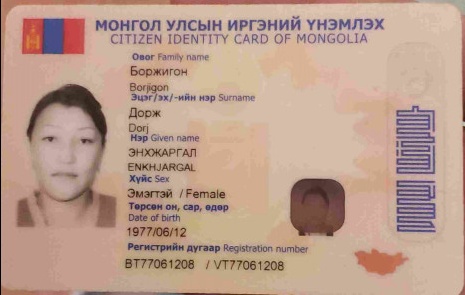 МОНГОЛ УЛСЫН ИРГЭНИЙ ҮНЭМЛЭХ
CITIZEN IDENTITY CARD OF MONGOLIA
Овог Family name
Боржигон
Borjigon
Эцэг/эх/-ийн нэр Surname
Дорж
Dorj
Нэр Given name
ЭНХЖАРГАЛ
ENKHJARGAL
Хүйс Sex
Эмэгтэй / Female
Төрсөн он, сар, өдөр
Date of birth
1977/06/12
Регистрийн дугаар Registration number
ВТ77061208 / VT77061208